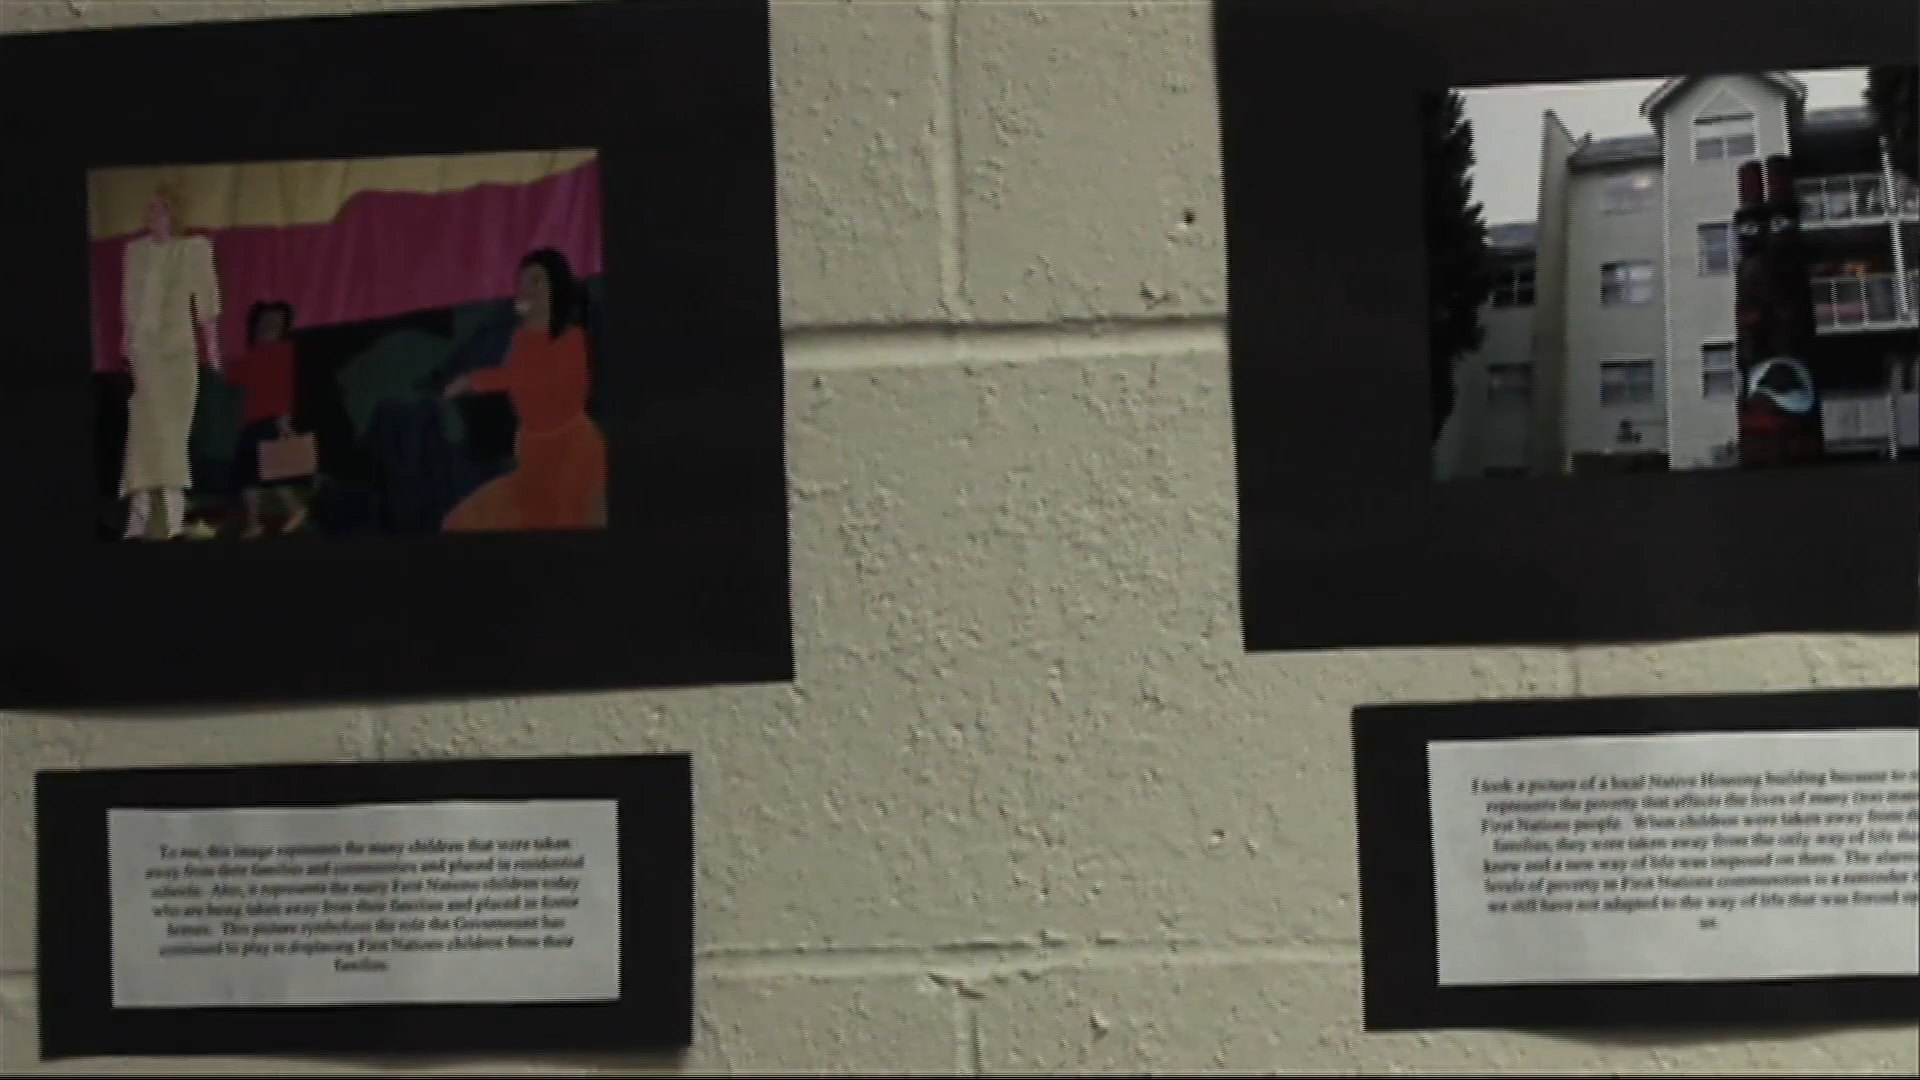 To me, this image represents the many children that were taken
away from their families and communities and placed in residential
schools. Also, it represents the many First Nations children today
who are being taken away from their families and placed in foster
homes. This picture symbolizes the role the Government has
continued to play in displacing First Nations children from their
families.
I took a picture of a local Native Housing building because to
represents the poverty that affects the lives of many
First Nations people. When children were taken away from
families, they were taken away from the only way of life
knew and a new way of life was imposed on them. The
levels of poverty in First Nations communities is a reminder
we still have not adapted to the way of life that was forced
us